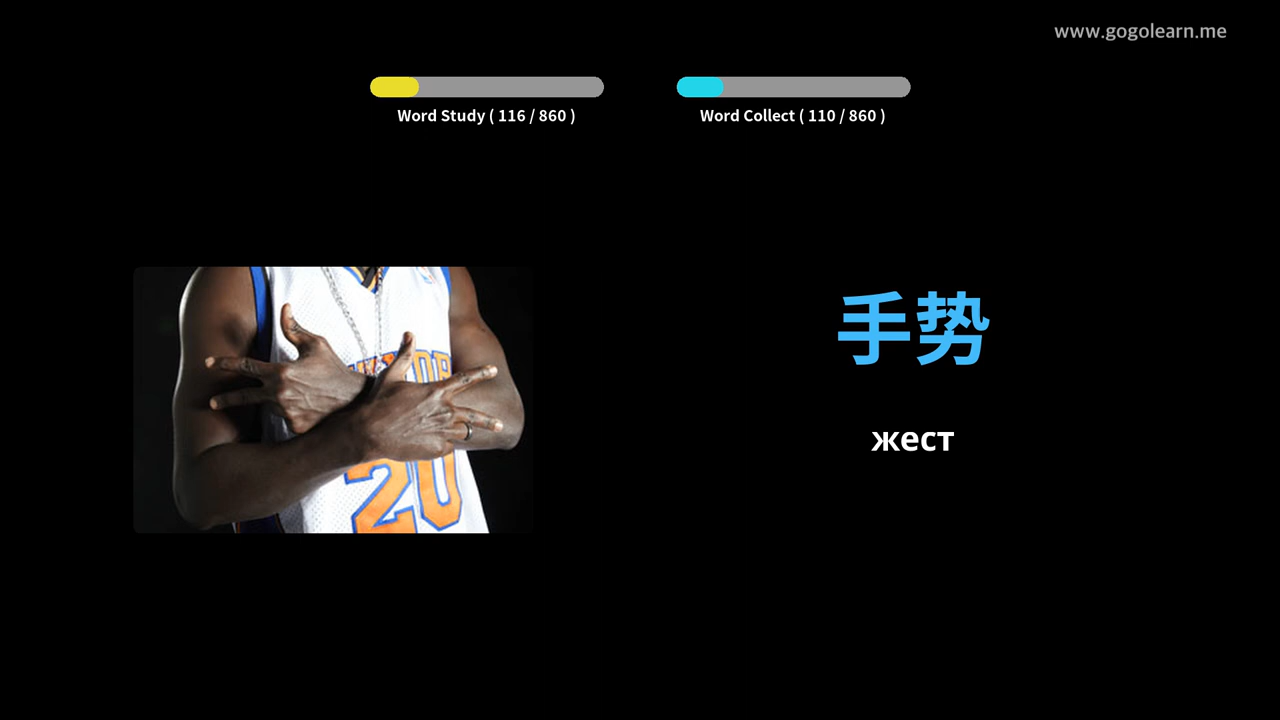 www.gogolearn.me
Word Study ( 116 / 860 )
Word Collect ( 110 / 860 )
手势
жест
20